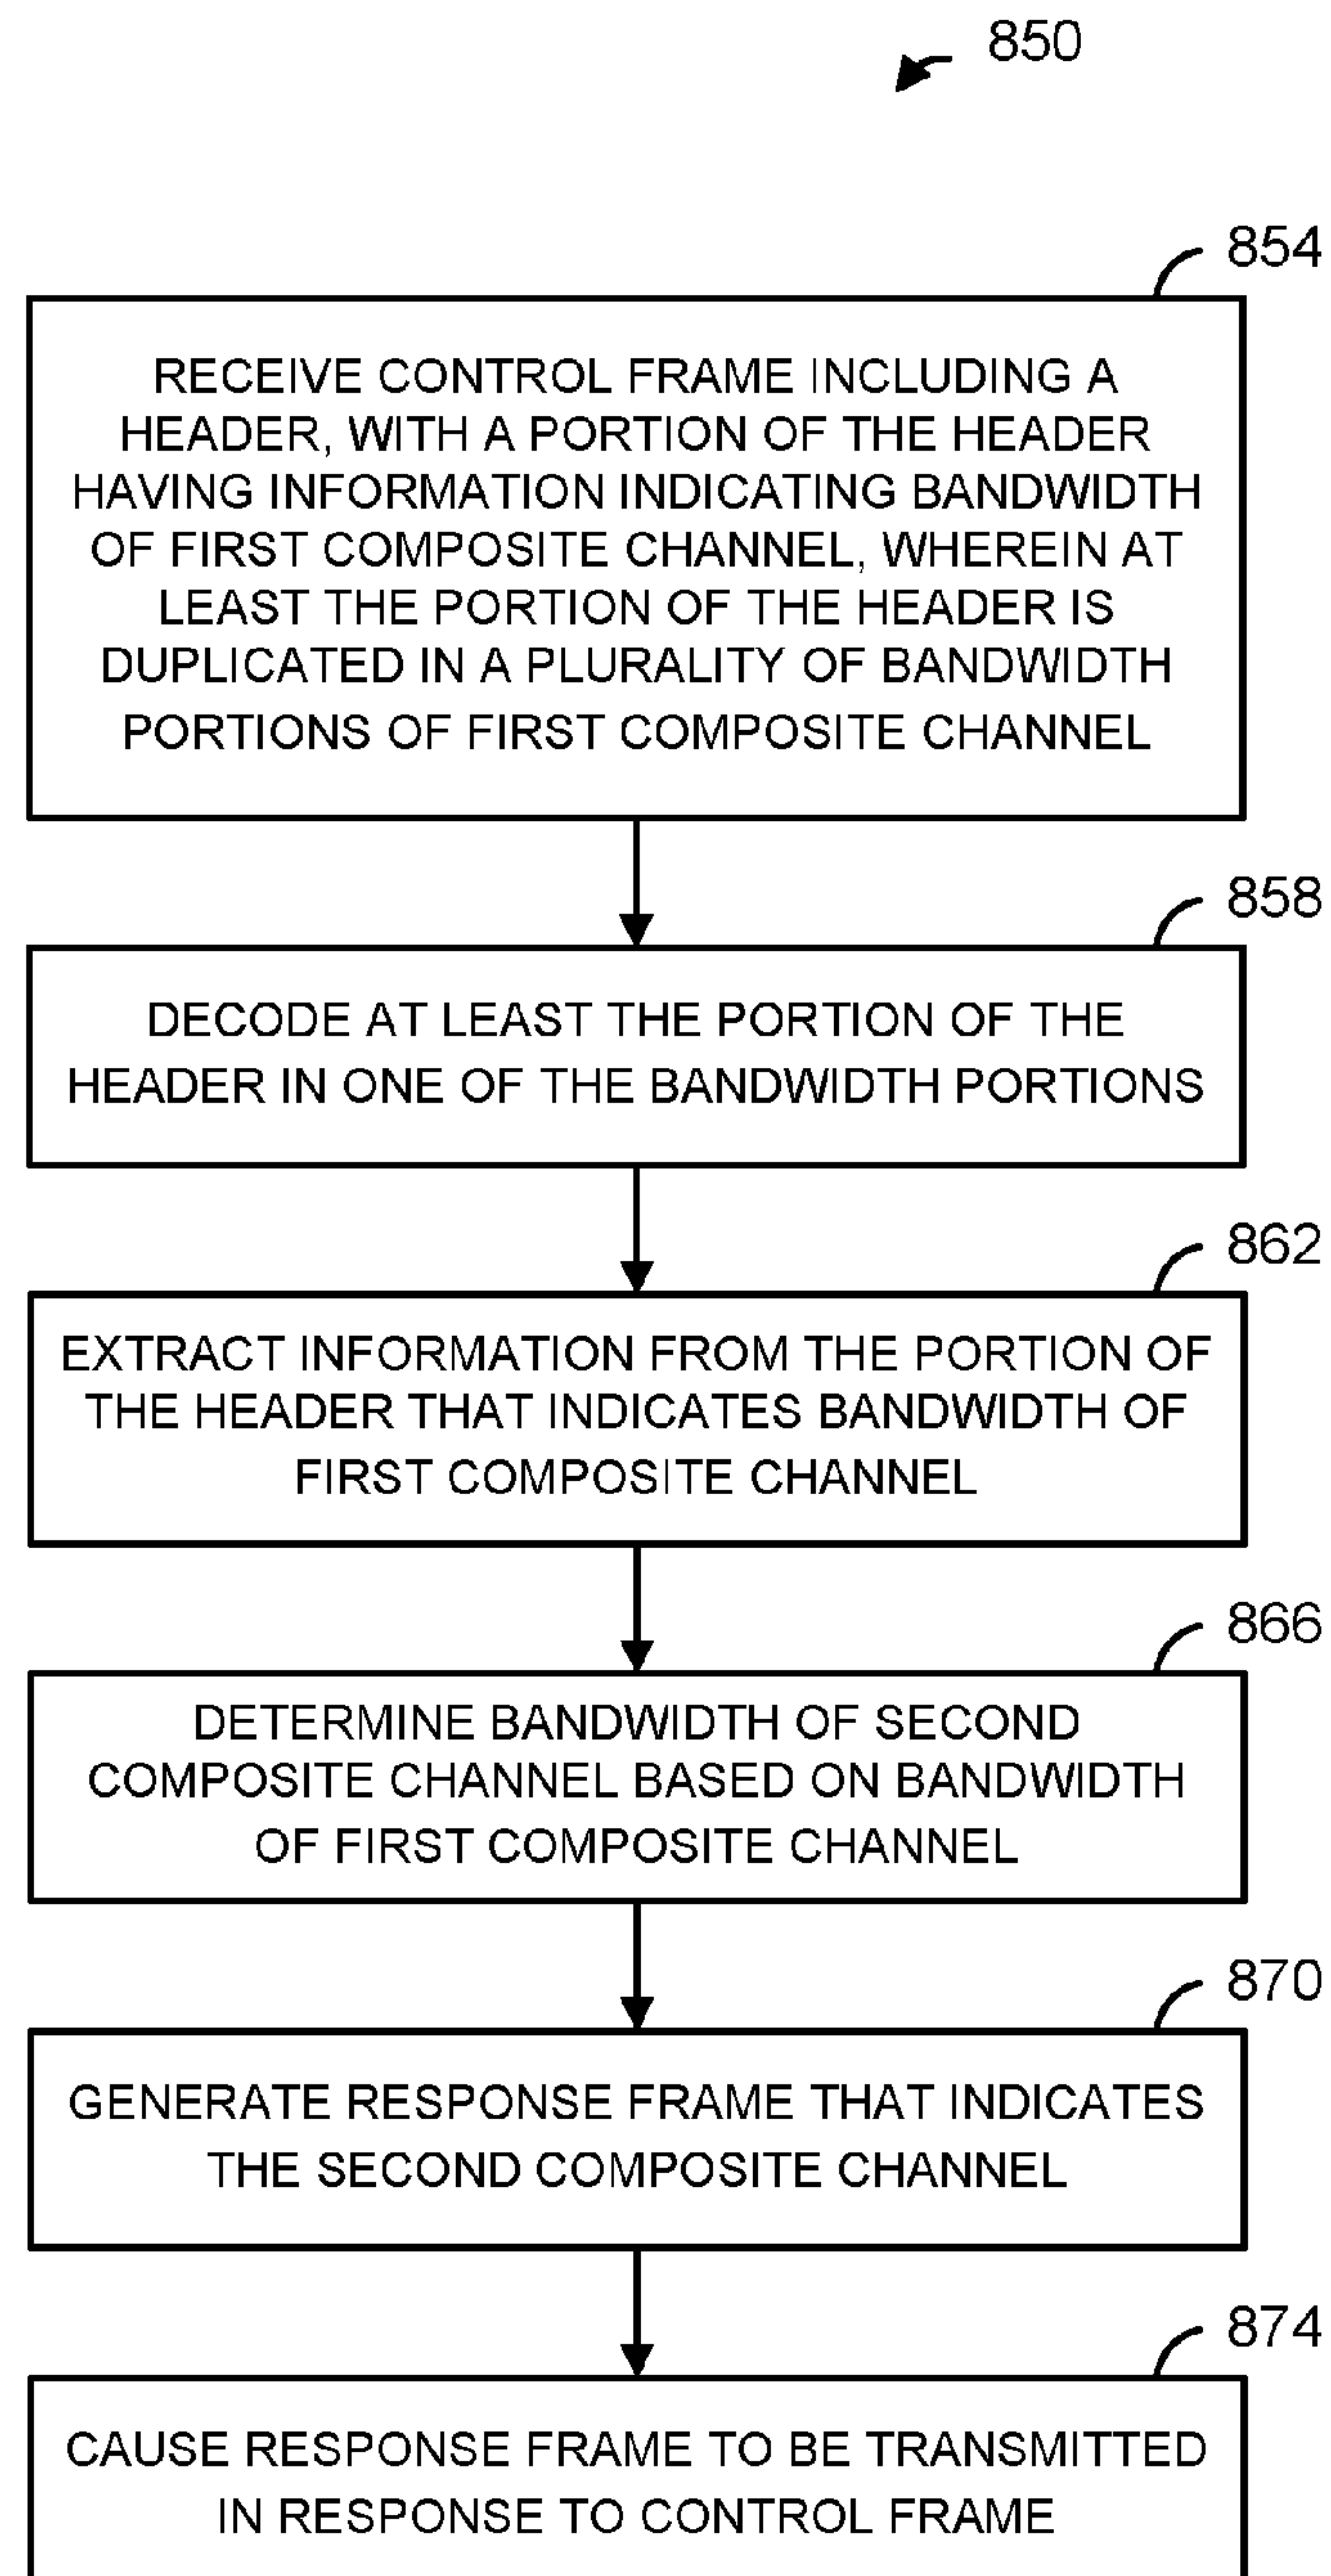 850
854
RECEIVE CONTROL FRAME INCLUDING A
HEADER, WITH A PORTION OF THE HEADER
HAVING INFORMATION INDICATING BANDWIDTH
OF FIRST COMPOSITE CHANNEL, WHEREIN AT
LEAST THE PORTION OF THE HEADER IS
DUPLICATED IN A PLURALITY OF BANDWIDTH
PORTIONS OF FIRST COMPOSITE CHANNEL
858
DECODE AT LEAST THE PORTION OF THE
HEADER IN ONE OF THE BANDWIDTH PORTIONS
862
EXTRACT INFORMATION FROM THE PORTION OF
THE HEADER THAT INDICATES BANDWIDTH OF
FIRST COMPOSITE CHANNEL
866
DETERMINE BANDWIDTH OF SECOND
COMPOSITE CHANNEL BASED ON BANDWIDTH
OF FIRST COMPOSITE CHANNEL
870
GENERATE RESPONSE FRAME THAT INDICATES
THE SECOND COMPOSITE CHANNEL
874
CAUSE RESPONSE FRAME TO BE TRANSMITTED
IN RESPONSE TO CONTROL FRAME